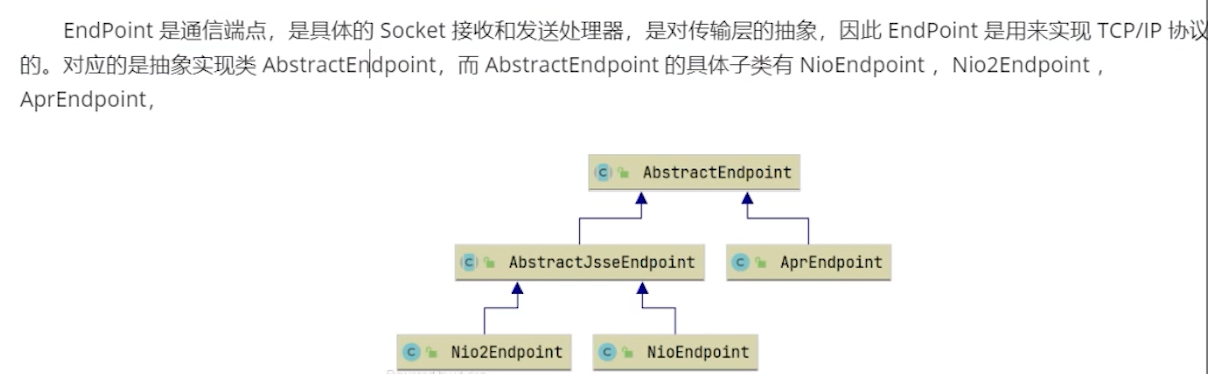 EndPoint 是通信端点，是具体的 Socket 接收和发送处理器，是对传输层的抽象，因此 EndPoint 是用来实现 TCP/IP 协议
的。对应的是抽象实现类 AbstractEndpoint，而 AbstractEndpoint 的具体子类有 NioEndpoint ，Nio2Endpoint ，
AprEndpoint，
C AbstractEndpoint
C AbstractJsseEndpoint C AprEndpoint
C Nio2Endpoint C NioEndpoint